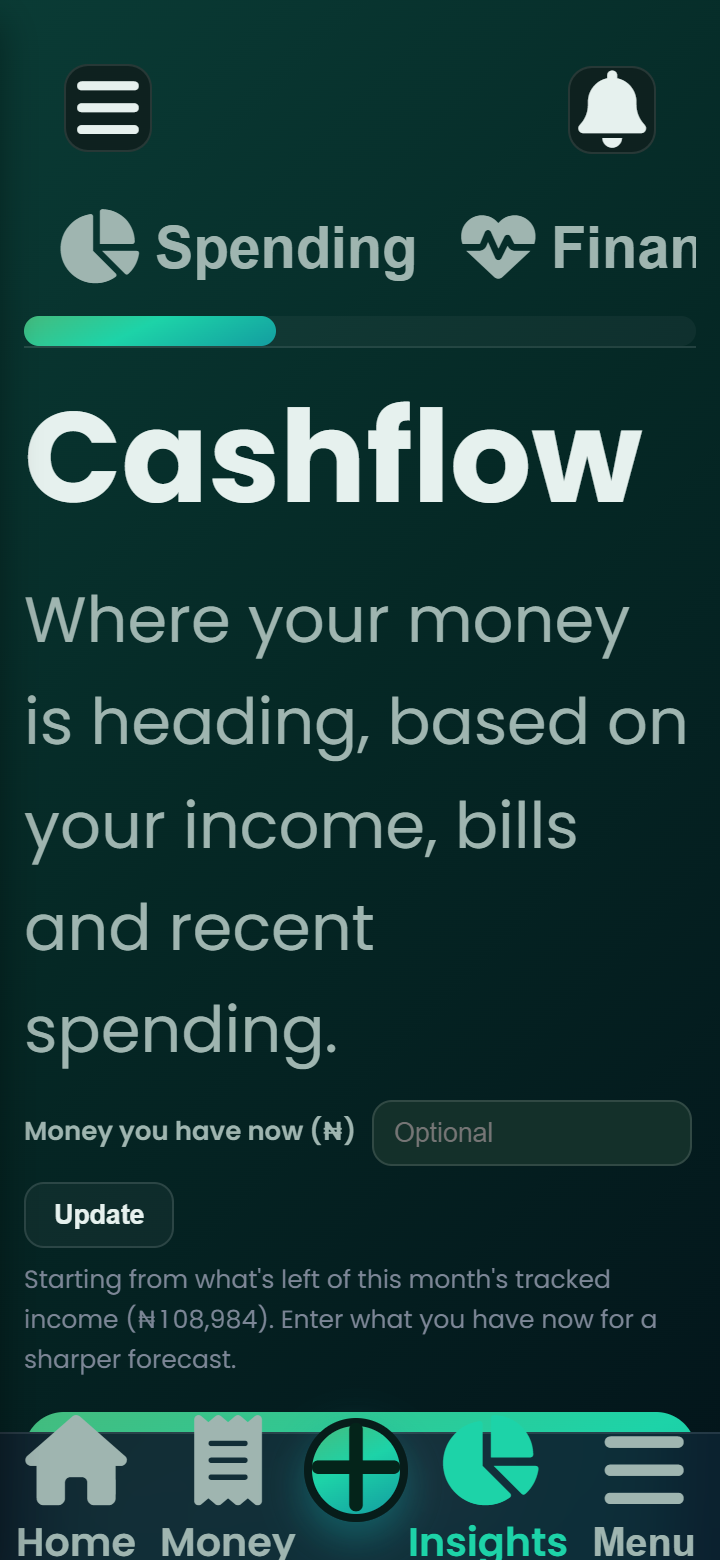 Spending Finan
Cashflow
Where your money
is heading, based on
your income, bills
and recent
spending.
Money you have now (₦) Optional
Update
Starting from what's left of this month's tracked
income (₦108,984). Enter what you have now for a
sharper forecast.
Home Money Insights Menu